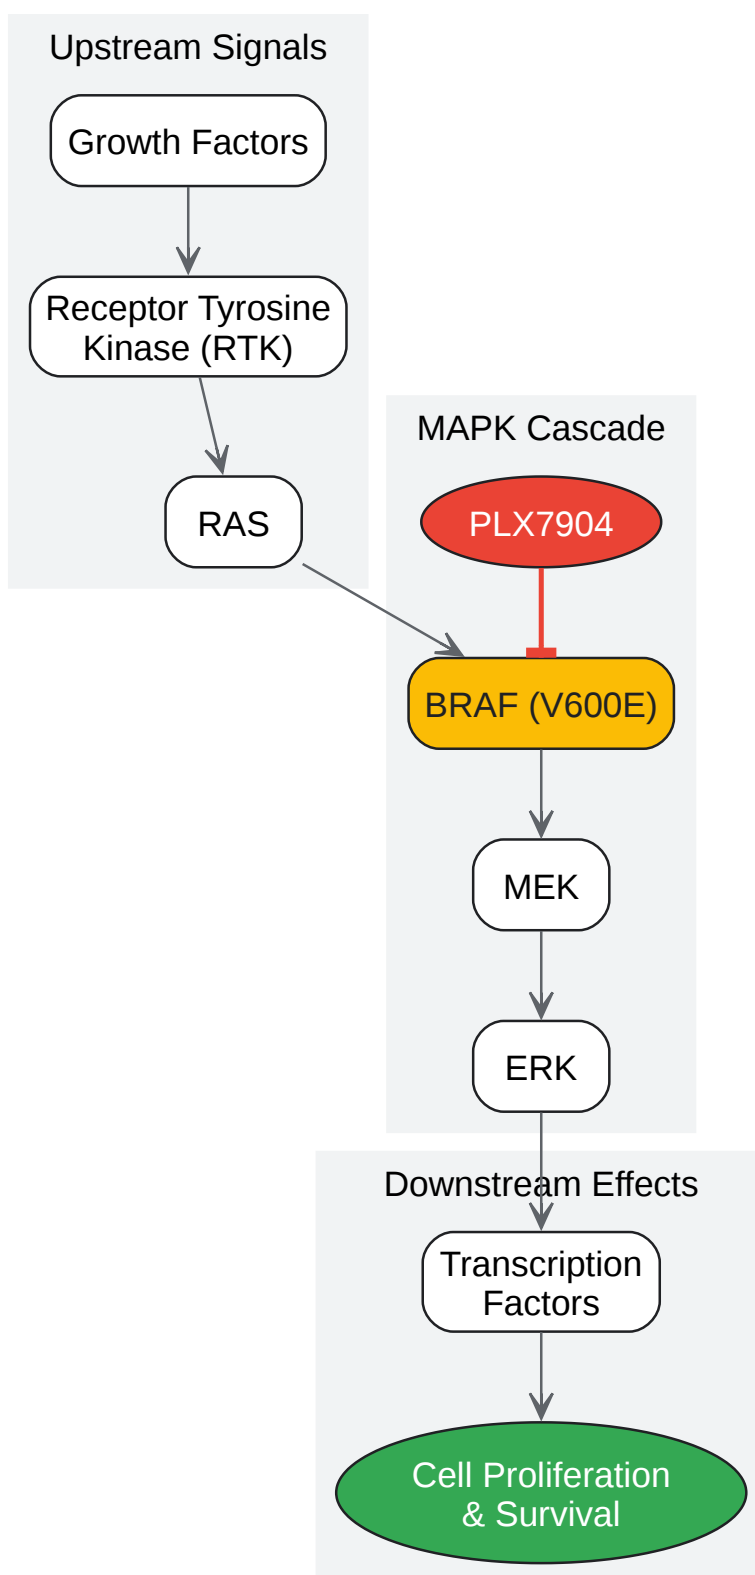 Upstream Signals
Growth Factors
Receptor Tyrosine
Kinase (RTK)
RAS
MAPK Cascade
PLX7904
BRAF (V600E)
MEK
ERK
Downstream Effects
Transcription
Factors
Cell Proliferation
& Survival